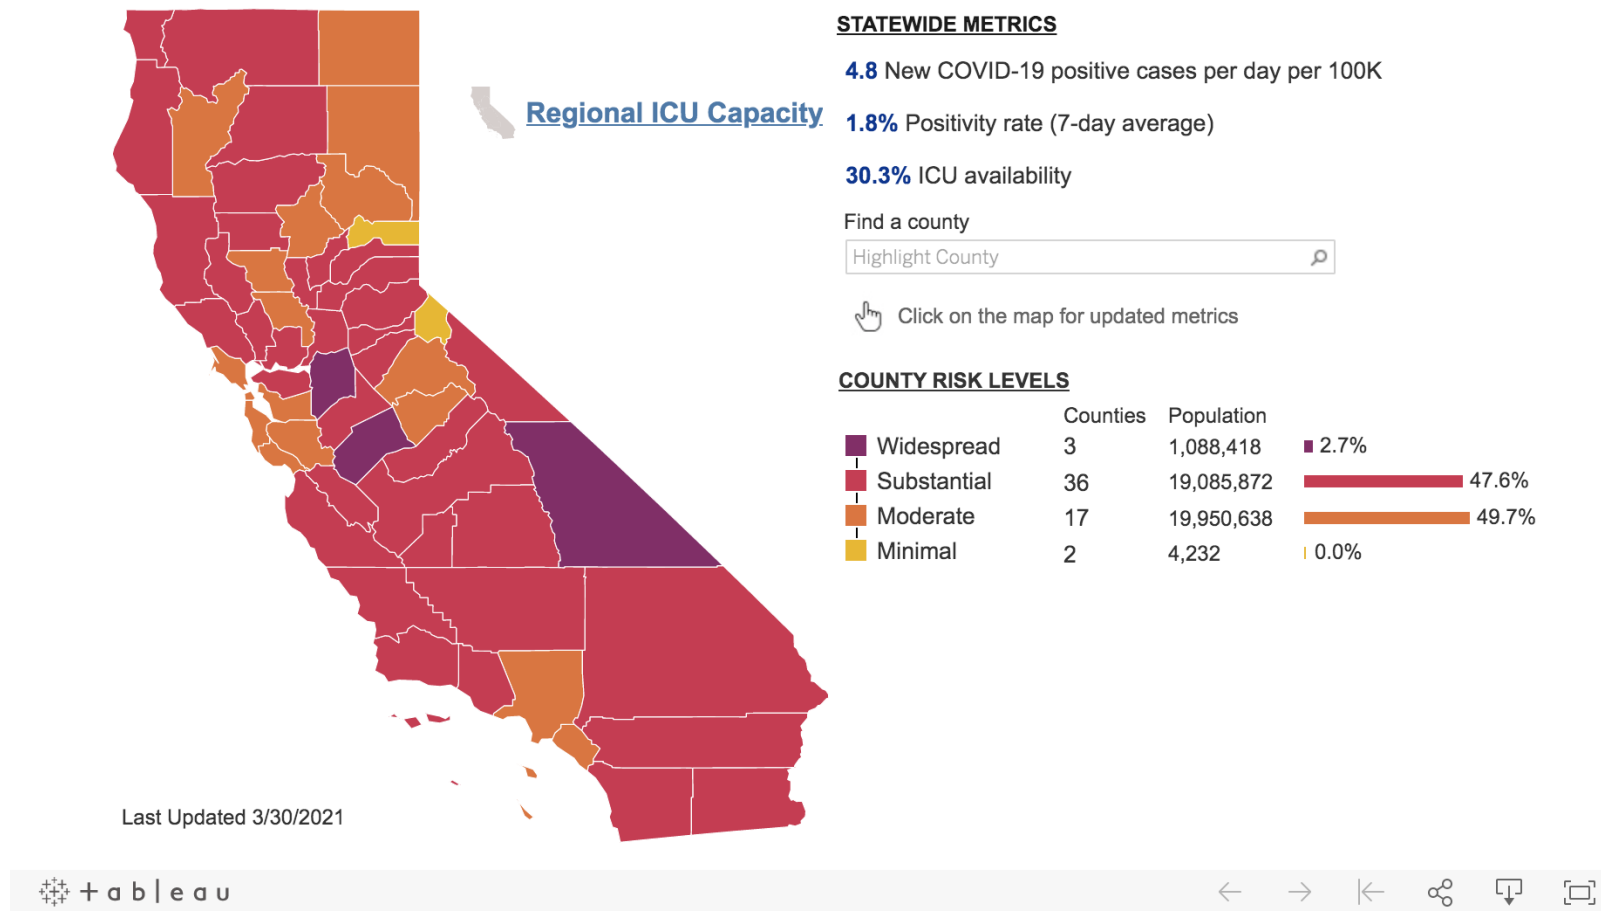 STATEWIDE METRICS
4.8 New COVID-19 positive cases per day per 100K
Regional ICU Capacity
1.8% Positivity rate (7-day average)
30.3% ICU availability
Find a county
Highlight County
Click on the map for updated metrics
COUNTY RISK LEVELS
Counties Population
Widespread 3 1,088,418 2.7%
Substantial 36 19,085,872 47.6%
Moderate 17 19,950,638 49.7%
Minimal 2 4,232 0.0%
Last Updated 3/30/2021
+ableau